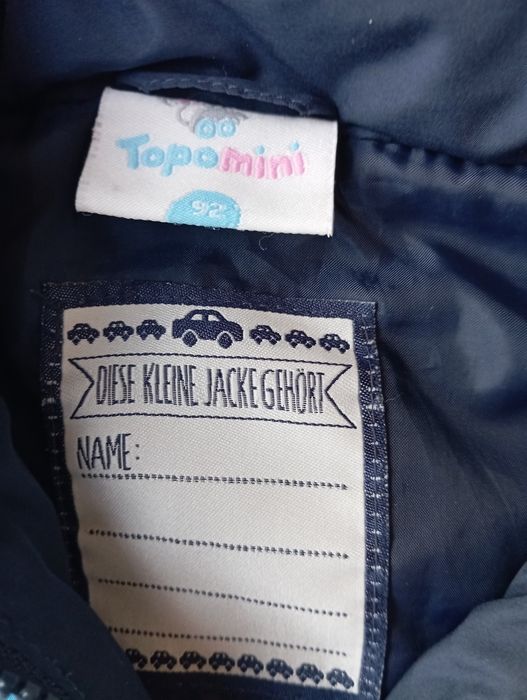 Topomini
92
DIESE KLEINE JACKE GEHÖRT
NAME: